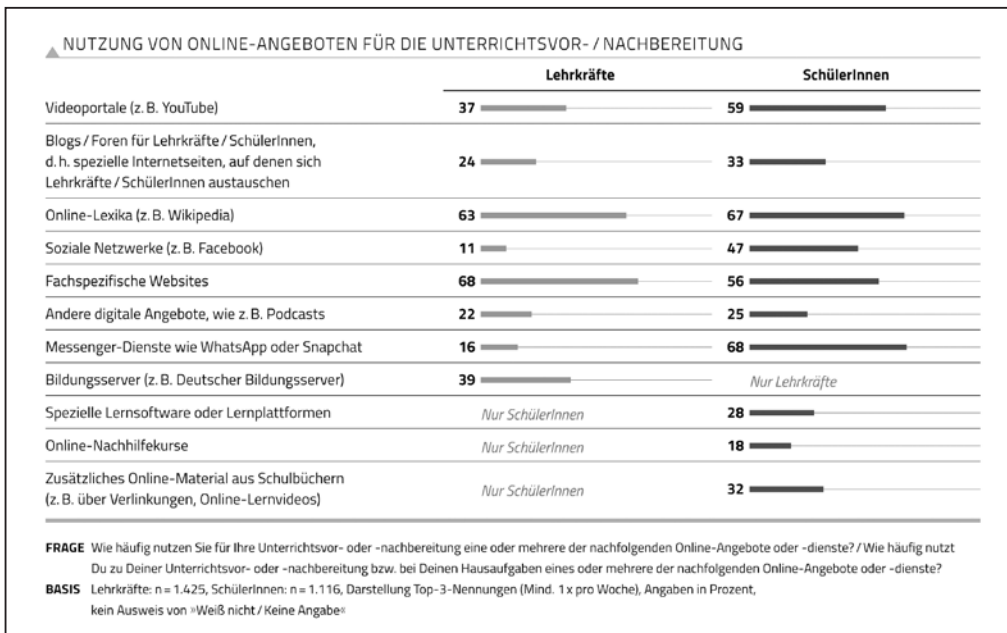 NUTZUNG VON ONLINE-ANGEBOTEN FÜR DIE UNTERRICHTSVOR- / NACHBEREITUNG
Lehrkräfte SchülerInnen
Videoportale (z. B. YouTube) 37 59
Blogs / Foren für Lehrkräfte / SchülerInnen,
d. h. spezielle Internetseiten, auf denen sich 24 33
Lehrkräfte / SchülerInnen austauschen
Online-Lexika (z. B. Wikipedia) 63 67
Soziale Netzwerke (z. B. Facebook) 11 47
Fachspezifische Websites 68 56
Andere digitale Angebote, wie z. B. Podcasts 22 25
Messenger-Dienste wie WhatsApp oder Snapchat 16 68
Bildungsserver (z. B. Deutscher Bildungsserver) 39 Nur Lehrkräfte
Spezielle Lernsoftware oder Lernplattformen Nur SchülerInnen 28
Online-Nachhilfekurse Nur SchülerInnen 18
Zusätzliches Online-Material aus Schulbüchern
(z. B. über Verlinkungen, Online-Lernvideos) Nur SchülerInnen 32
FRAGE Wie häufig nutzen Sie für Ihre Unterrichtsvor- oder -nachbereitung eine oder mehrere der nachfolgenden Online-Angebote oder -dienste? / Wie häufig nutzt
Du zu Deiner Unterrichtsvor- oder -nachbereitung bzw. bei Deinen Hausaufgaben eines oder mehrere der nachfolgenden Online-Angebote oder -dienste?
BASIS Lehrkräfte: n = 1.425, SchülerInnen: n = 1.116, Darstellung Top-3-Nennungen (Mind. 1 x pro Woche), Angaben in Prozent,
kein Ausweis von »Weiß nicht / Keine Angabe«